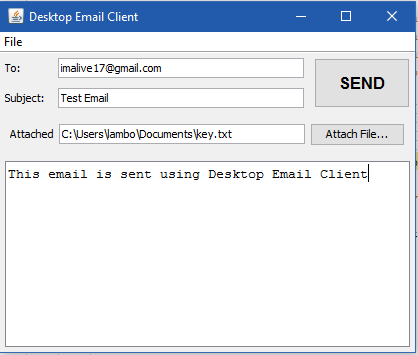 Desktop Email Client
File
To: imalive17@gmail.com
SEND
Subject: Test Email
Attached C:\Users\lambo\Documents\key.txt Attach File...
This email is sent using Desktop Email Client